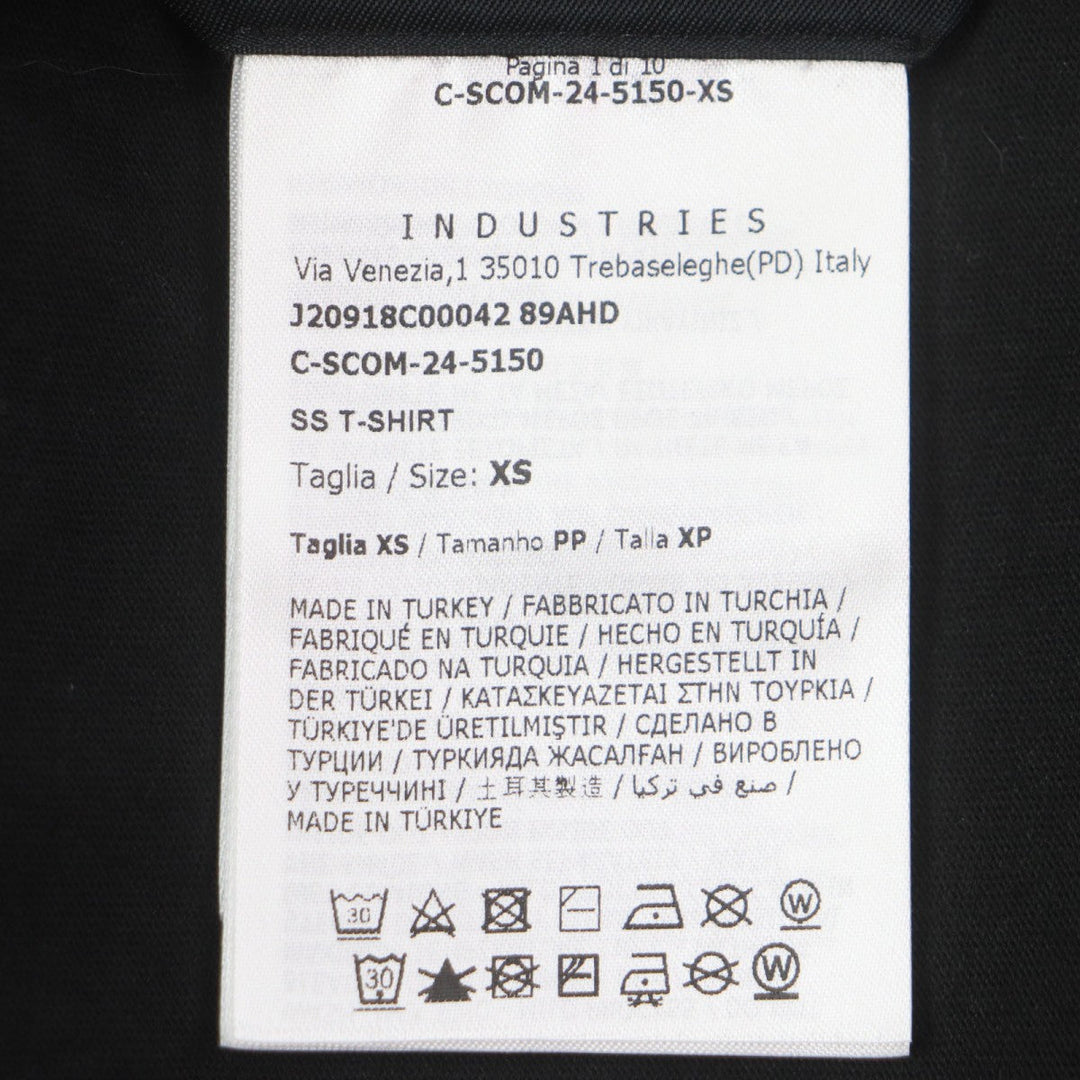 Pagina 1 di 10
C-SCOM-24-5150-XS
INDUSTRIES
Via Venezia,1 35010 Trebaseleghe(PD) Italy
J20918C00042 89AHD
C-SCOM-24-5150
SS T-SHIRT
Taglia / Size: XS
Taglia XS / Tamanho PP / Talla XP
MADE IN TURKEY / FABBRICATO IN TURCHIA /
FABRIQUÉ EN TURQUIE / HECHO EN TURQUÍA /
FABRICADO NA TURQUIA / HERGESTELLT IN
DER TÜRKEI / ΚΑΤΑΣΚΕΥΑΖΕΤΑΙ ΣΤΗΝ ΤΟΥΡΚΙΑ /
TÜRKIYE'DE ÜRETILMIŞTIR / СДЕЛАНО В
ТУРЦИИ / ТҮРКИЯДА ЖАСАЛҒАН / ВИРОБЛЕНО
У ТУРЕЧЧИНІ / 土耳其製造 / صنع في تركيا /
MADE IN TÜRKIYE
30 W
30 W